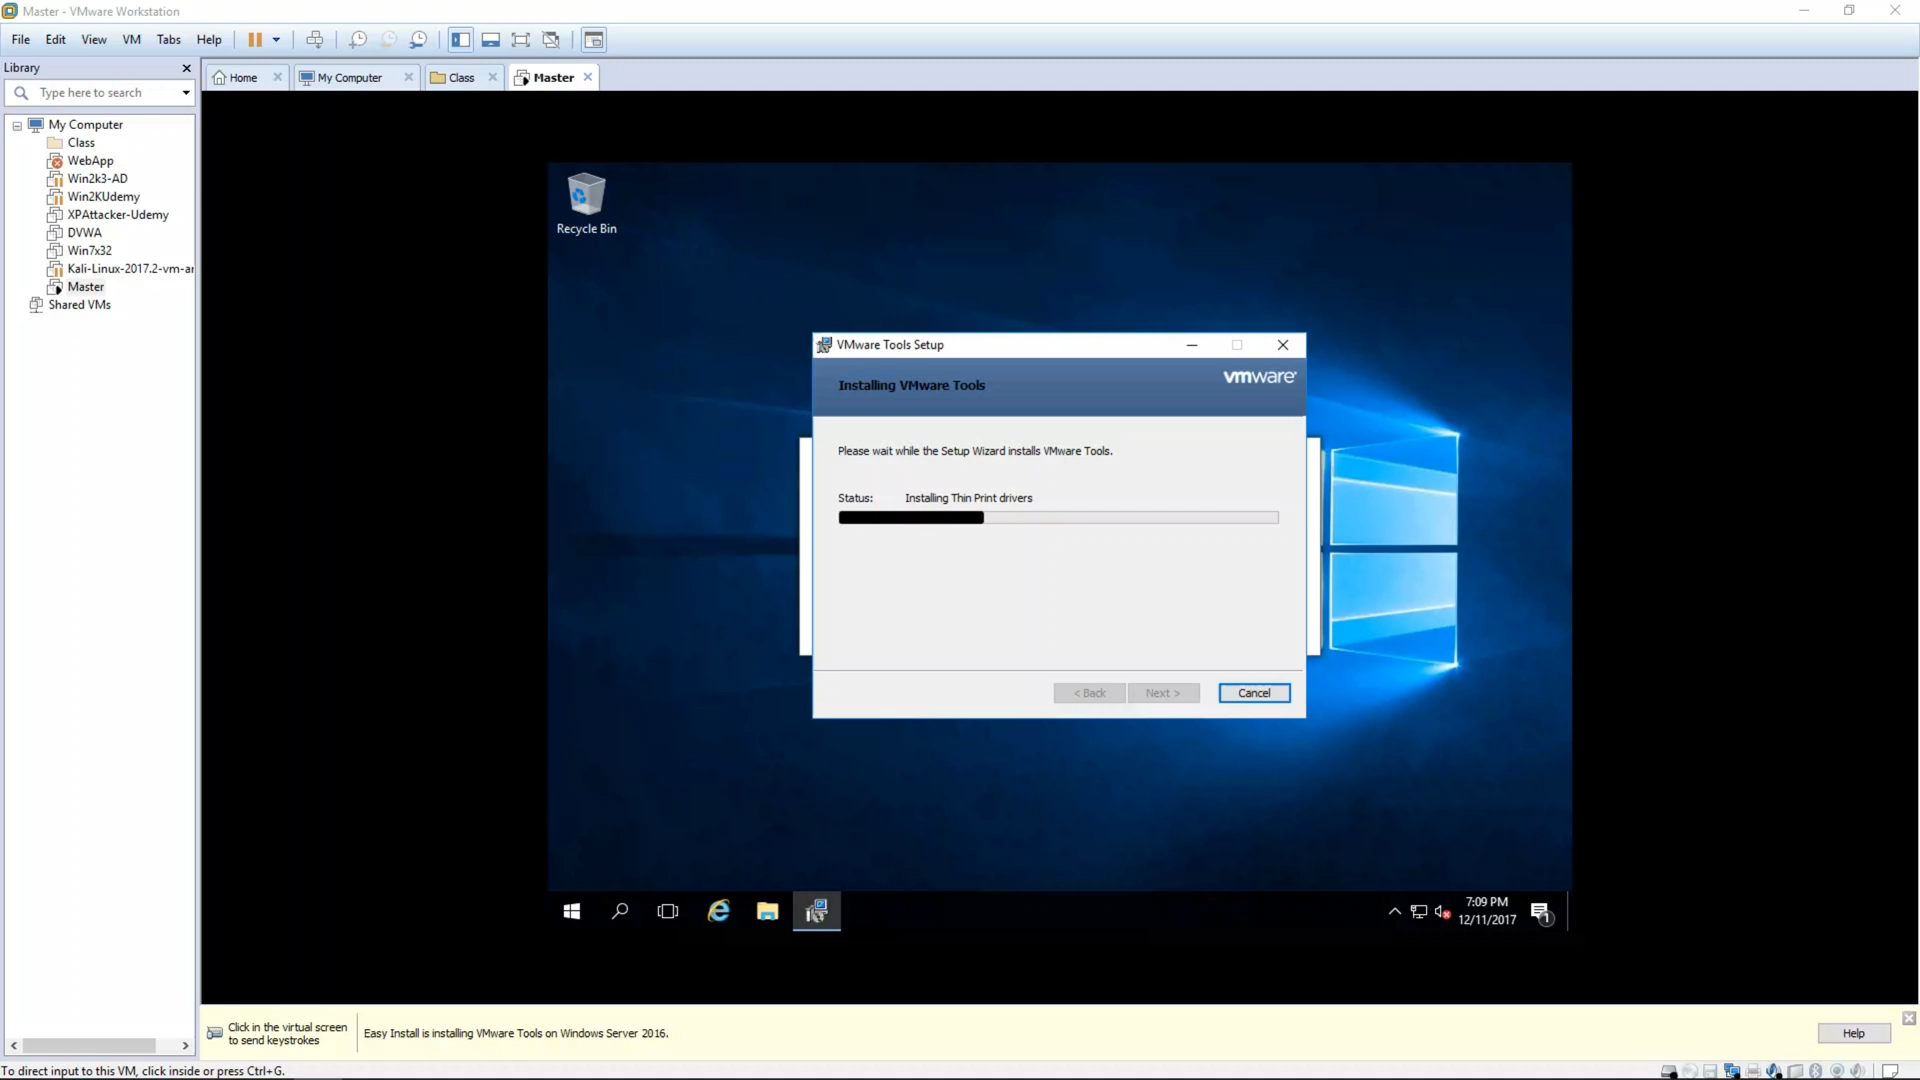 Master - VMware Workstation
File Edit View VM Tabs Help
Library
Type here to search
Home
My Computer
Class
Master
My Computer
Class
WebApp
Win2k3-AD
Win2KUdemy
XPAttacker-Udemy
DVWA
Win7x32
Kali-Linux-2017.2-vm-ar
Master
Shared VMs
Recycle Bin
VMware Tools Setup
Installing VMware Tools
vmware
Please wait while the Setup Wizard installs VMware Tools.
Status: Installing Thin Print drivers
< Back
Next >
Cancel
7:09 PM
12/11/2017
1
Click in the virtual screen
to send keystrokes
Easy Install is installing VMware Tools on Windows Server 2016.
Help
To direct input to this VM, click inside or press Ctrl+G.